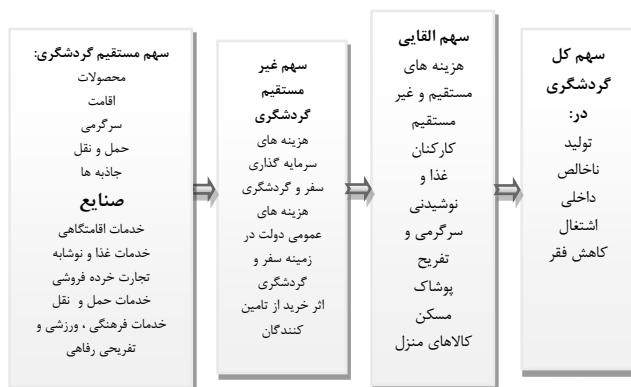 سهم مستقیم گردشگری:
محصولات
اقامت
سرگرمی
حمل و نقل
جاذبه ها
صنایع
خدمات اقامتگاهی
خدمات غذا و نوشابه
تجارت خرده فروشی
خدمات حمل و نقل
خدمات فرهنگی ، ورزشی و
تفریحی رفاهی
سهم غیر
مستقیم
گردشگری
هزینه های
سرمایه گذاری
سفر و گردشگری
هزینه های
عمومی دولت در
زمینه سفر و
گردشگری
اثر خرید از تامین
کنندگان
سهم القایی
هزینه های
مستقیم و غیر
مستقیم
کارکنان
غذا و
نوشیدنی
سرگرمی و
تفریح
پوشاک
مسکن
کالاهای منزل
سهم کل
گردشگری
در:
تولید
ناخالص
داخلی
اشتغال
کاهش فقر